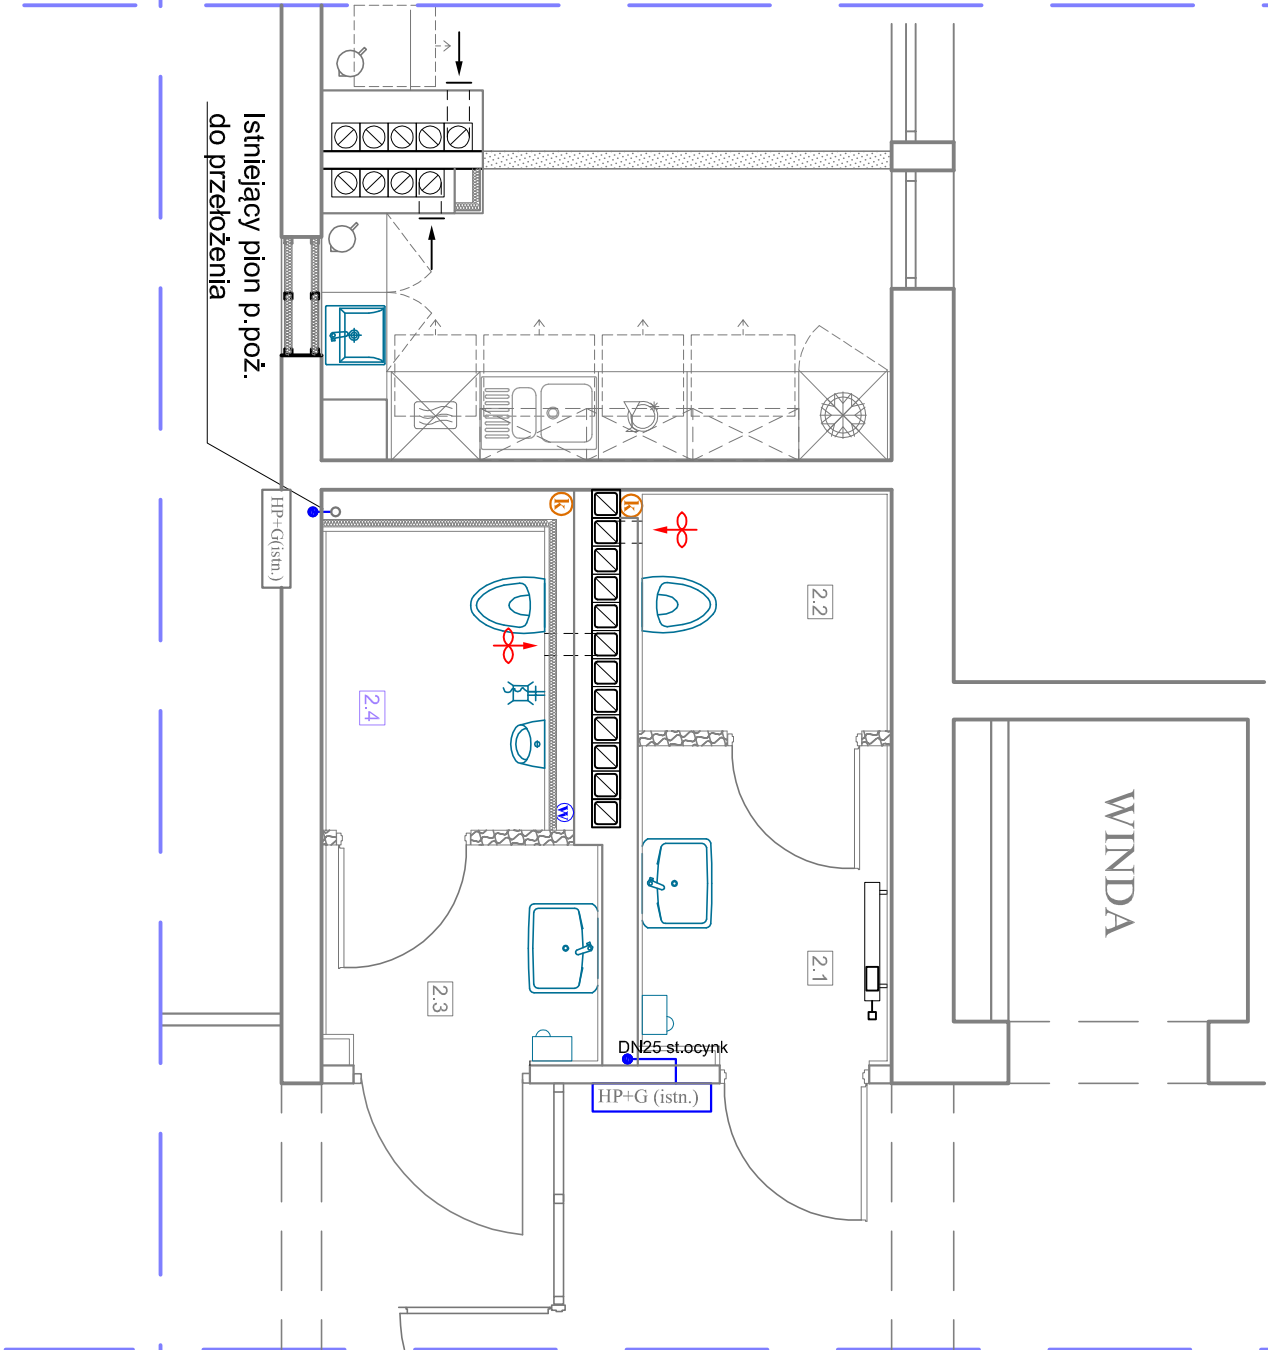 Istniejący pion p.poż.
do przełożenia
HP+G(istn.)
k
k
2.2
2.4
w
WINDA
2.1
2.3
DN25 st.ocynk
HP+G (istn.)